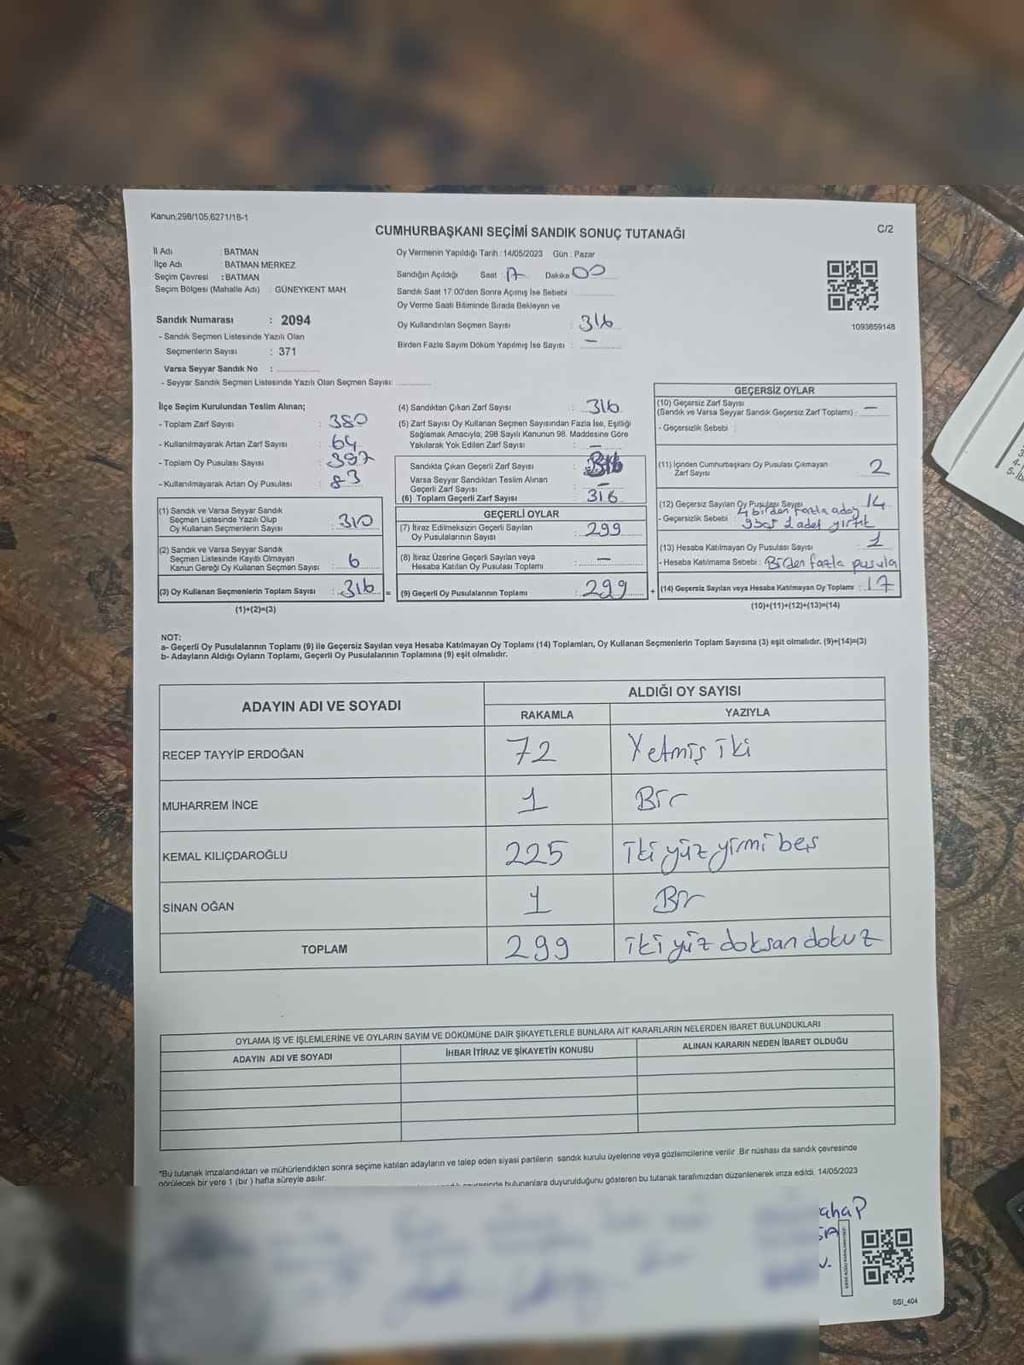 Kanun;298/105,6271/18-1
CUMHURBAŞKANI SEÇİMİ SANDIK SONUÇ TUTANAĞI
C/2
İl Adı : BATMAN
İlçe Adı : BATMAN MERKEZ
Seçim Çevresi : BATMAN
Seçim Bölgesi (Mahalle Adı) : GÜNEYKENT MAH.
Sandık Numarası : 2094
- Sandık Seçmen Listesinde Yazılı Olan
Seçmenlerin Sayısı : 371
Varsa Seyyar Sandık No :
- Seyyar Sandık Seçmen Listesinde Yazılı Olan Seçmen Sayısı:
Oy Vermenin Yapıldığı Tarih : 14/05/2023 Gün : Pazar
Sandığın Açıldığı Saat : Dakika 00
Sandık Saat 17.00'den Sonra Açılmış İse Sebebi
Oy Verme Saati Bitiminde Sırada Bekleyen ve
Oy Kullandırılan Seçmen Sayısı : 316
Birden Fazla Sayım Döküm Yapılmış İse Sayısı : -
1093859148
İlçe Seçim Kurulundan Teslim Alınan;
- Toplam Zarf Sayısı : 380
- Kullanılmayarak Artan Zarf Sayısı : 64
- Toplam Oy Pusulası Sayısı :
- Kullanılmayarak Artan Oy Pusulası : 83
(1) Sandık ve Varsa Seyyar Sandık
Seçmen Listesinde Yazılı Olup
Oy Kullanan Seçmenlerin Sayısı : 310
(2) Sandık ve Varsa Seyyar Sandık
Seçmen Listesinde Kayıtlı Olmayan
Kanun Gereği Oy Kullanan Seçmen Sayısı : 6
(3) Oy Kullanan Seçmenlerin Toplam Sayısı : 316 =
(1)+(2)=(3)
(4) Sandıktan Çıkan Zarf Sayısı : 316
(5) Zarf Sayısı Oy Kullanan Seçmen Sayısından Fazla İse, Eşitliği
Sağlamak Amacıyla; 298 Sayılı Kanunun 98. Maddesine Göre
Yakılarak Yok Edilen Zarf Sayısı : -
Sandıkta Çıkan Geçerli Zarf Sayısı : 316
Varsa Seyyar Sandıktan Teslim Alınan
Geçerli Zarf Sayısı : -
(6) Toplam Geçerli Zarf Sayısı : 316
GEÇERLİ OYLAR
(7) İtiraz Edilmeksizin Geçerli Sayılan
Oy Pusulasının Sayısı : 299
(8) İtiraz Üzerine Geçerli Sayılan veya
Hesaba Katılan Oy Pusulası Toplamı : -
(9) Geçerli Oy Pusulalarının Toplamı : 299 +
GEÇERSİZ OYLAR
(10) Geçersiz Zarf Sayısı
(Sandık ve Varsa Seyyar Sandık Geçersiz Zarf Toplamı) : -
- Geçersizlik Sebebi :
(11) İçinden Cumhurbaşkanı Oy Pusulası Çıkmayan
Zarf Sayısı : 2
(12) Geçersiz Sayılan Oy Pusulası Sayısı : 14
- Geçersizlik Sebebi : birden fazla aday
adet yırtık
(13) Hesaba Katılmayan Oy Pusulası Sayısı : 1
- Hesaba Katılmama Sebebi : Birden fazla pusula
(14) Geçersiz Sayılan veya Hesaba Katılmayan Oy Toplamı : 17
(10)+(11)+(12)+(13)=(14)
NOT:
a- Geçerli Oy Pusulalarının Toplamı (9) ile Geçersiz Sayılan veya Hesaba Katılmayan Oy Toplamı (14) Toplamları, Oy Kullanan Seçmenlerin Toplam Sayısına (3) eşit olmalıdır. (9)+(14)=(3)
b- Adayların Aldığı Oyların Toplamı, Geçerli Oy Pusulalarının Toplamına (9) eşit olmalıdır.
ADAYIN ADI VE SOYADI
ALDIĞI OY SAYISI
RAKAMLA YAZIYLA
RECEP TAYYİP ERDOĞAN 72 Yetmiş iki
MUHARREM İNCE 1 Bir
KEMAL KILIÇDAROĞLU 225 iki yüz yirmi beş
SİNAN OĞAN 1 Bir
TOPLAM 299 iki yüz doksan dokuz
OYLAMA İŞ VE İŞLEMLERİNE VE OYLARIN SAYIM VE DÖKÜMÜNE DAİR ŞİKAYETLERLE BUNLARA AİT KARARLARIN NELERDEN İBARET BULUNDUKLARI
ADAYIN ADI VE SOYADI İHBAR İTİRAZ VE ŞİKAYETİN KONUSU ALINAN KARARIN NEDEN İBARET OLDUĞU
*Bu tutanak imzalandıktan ve mühürlendikten sonra seçime katılan adayların ve talep eden siyasi partilerin sandık kurulu üyelerine veya gözlemcilerine verilir. Bir nüshası da sandık çevresinde
görülecek bir yere 1 (bir) hafta süreyle asılır.
bulunanlara duyurulduğunu gösteren bu tutanak tarafımızdan düzenlenerek imza edildi. 14/05/2023
SSİ_404